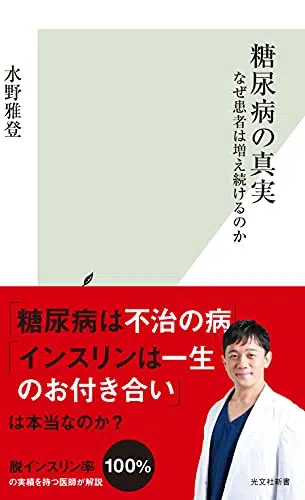 糖尿病の真実
なぜ患者は増え続けるのか
水野雅登
「糖尿病は不治の病」
「インスリンは一生
のお付き合い」
は本当なのか?
脱インスリン率
100%
の実績を持つ医師が解説
光文社新書